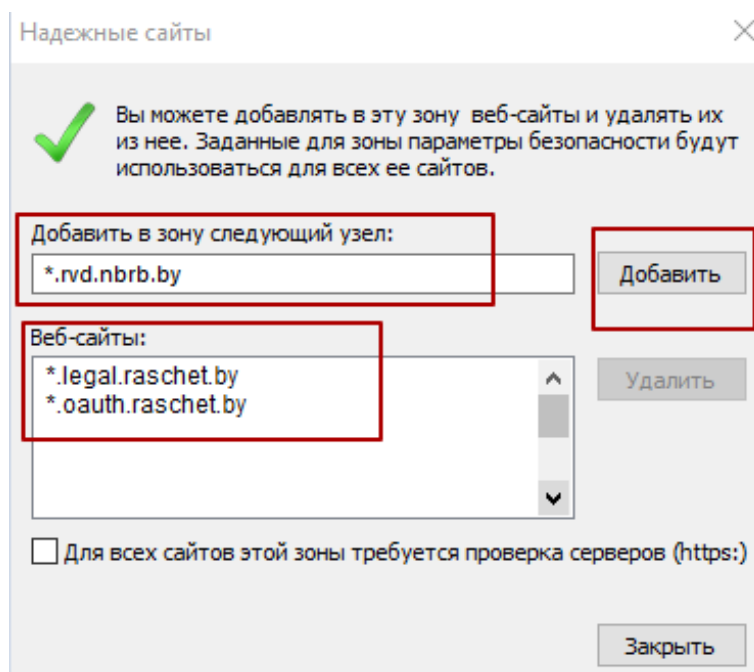 Надежные сайты
Вы можете добавлять в эту зону веб-сайты и удалять их
из нее. Заданные для зоны параметры безопасности будут
использоваться для всех ее сайтов.
Добавить в зону следующий узел:
*.rvd.nbrb.by
Добавить
Веб-сайты:
*.legal.raschet.by
*.oauth.raschet.by
Удалить
Для всех сайтов этой зоны требуется проверка серверов (https:)
Закрыть